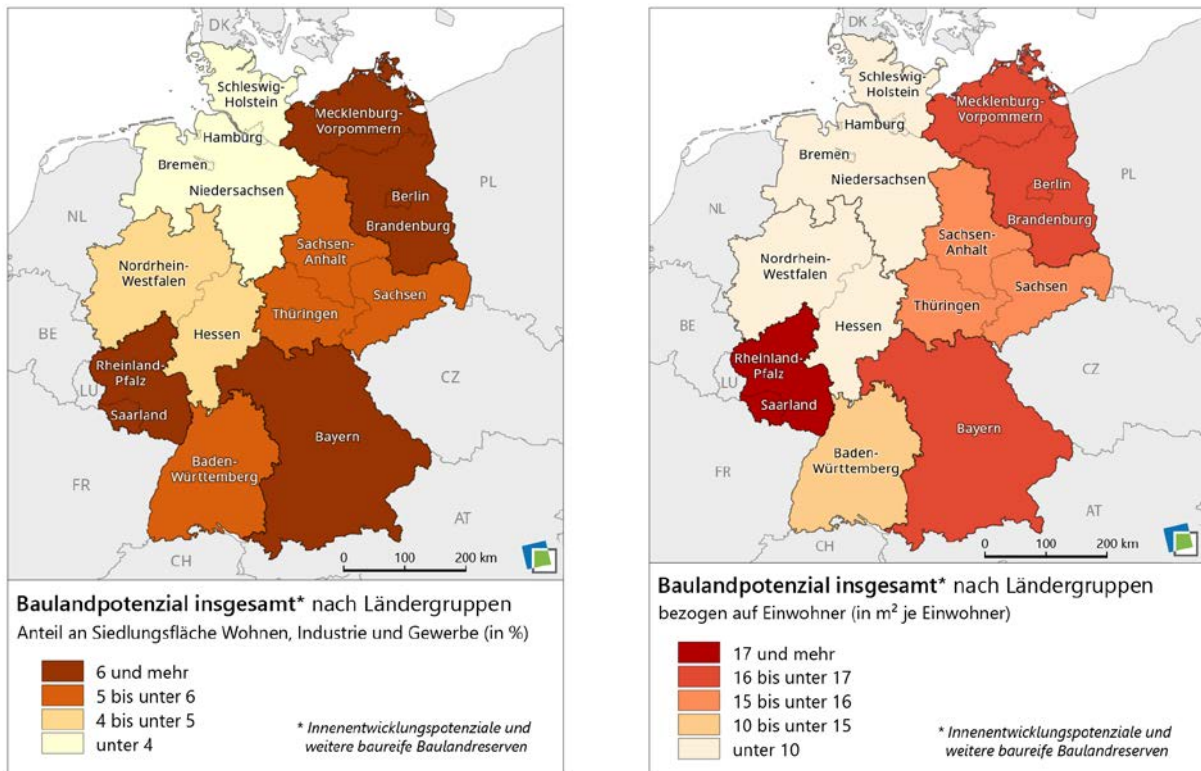 DK
Schleswig-
Holstein
Mecklenburg-
Vorpommern
Hamburg
Bremen
PL
Niedersachsen
Berlin
NL
Brandenburg
Sachsen-
Anhalt
Nordrhein-
Westfalen
Sachsen
Thüringen
Hessen
BE
Rheinland-
Pfalz
CZ
LU
Saarland
Bayern
Baden-
Württemberg
FR
AT
CH
0 100 200 km
Baulandpotenzial insgesamt* nach Ländergruppen
Anteil an Siedlungsfläche Wohnen, Industrie und Gewerbe (in %)
6 und mehr
5 bis unter 6
4 bis unter 5
unter 4
* Innenentwicklungspotenziale und
weitere baureife Baulandreserven
DK
Schleswig-
Holstein
Mecklenburg-
Vorpommern
Hamburg
Bremen
PL
Niedersachsen
Berlin
NL
Brandenburg
Sachsen-
Anhalt
Nordrhein-
Westfalen
Sachsen
Thüringen
Hessen
BE
Rheinland-
Pfalz
CZ
LU
Saarland
Bayern
Baden-
Württemberg
FR
AT
CH
0 100 200 km
Baulandpotenzial insgesamt* nach Ländergruppen
bezogen auf Einwohner (in m² je Einwohner)
17 und mehr
16 bis unter 17
15 bis unter 16
10 bis unter 15
unter 10
* Innenentwicklungspotenziale und
weitere baureife Baulandreserven